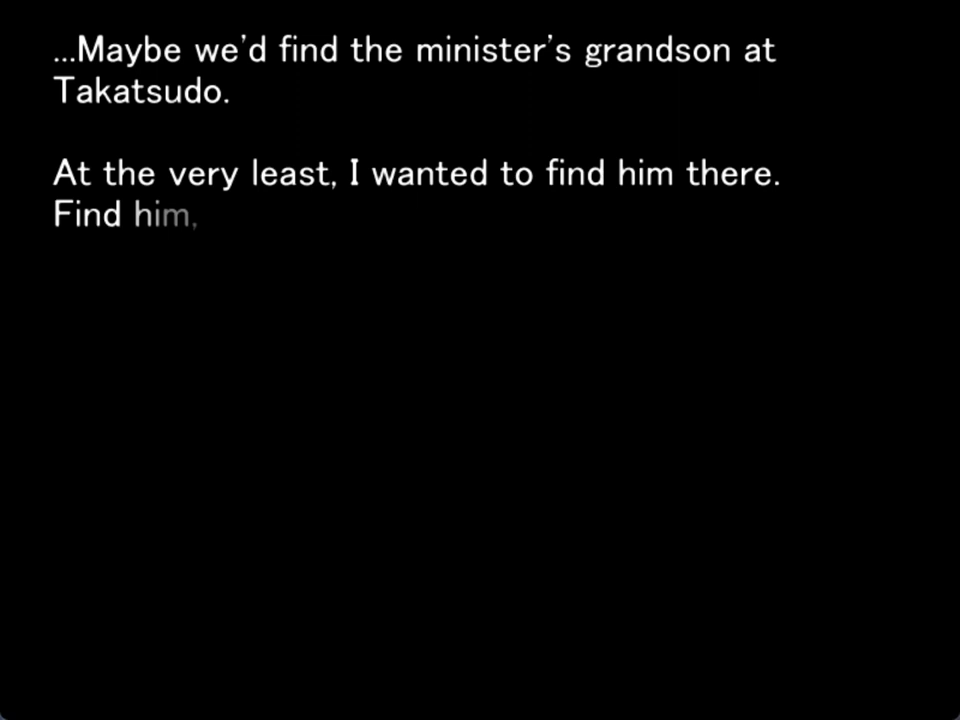 ...Maybe we'd find the minister's grandson at
Takatsudo.
At the very least, I wanted to find him there.
Find him,